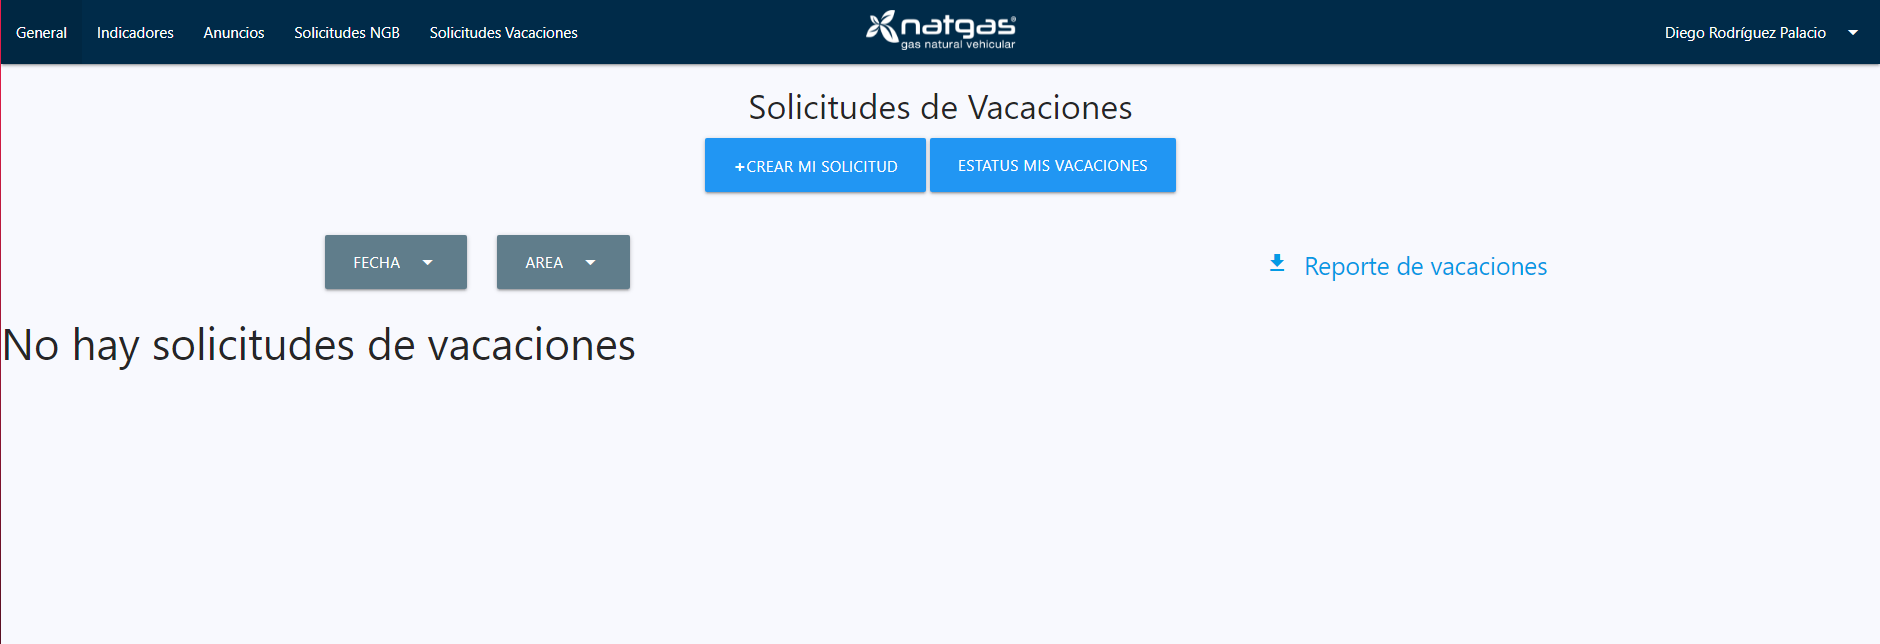 General Indicadores Anuncios Solicitudes NGB Solicitudes Vacaciones natgas® Diego Rodríguez Palacio
gas natural vehicular
Solicitudes de Vacaciones
+CREAR MI SOLICITUD ESTATUS MIS VACACIONES
FECHA AREA Reporte de vacaciones
No hay solicitudes de vacaciones